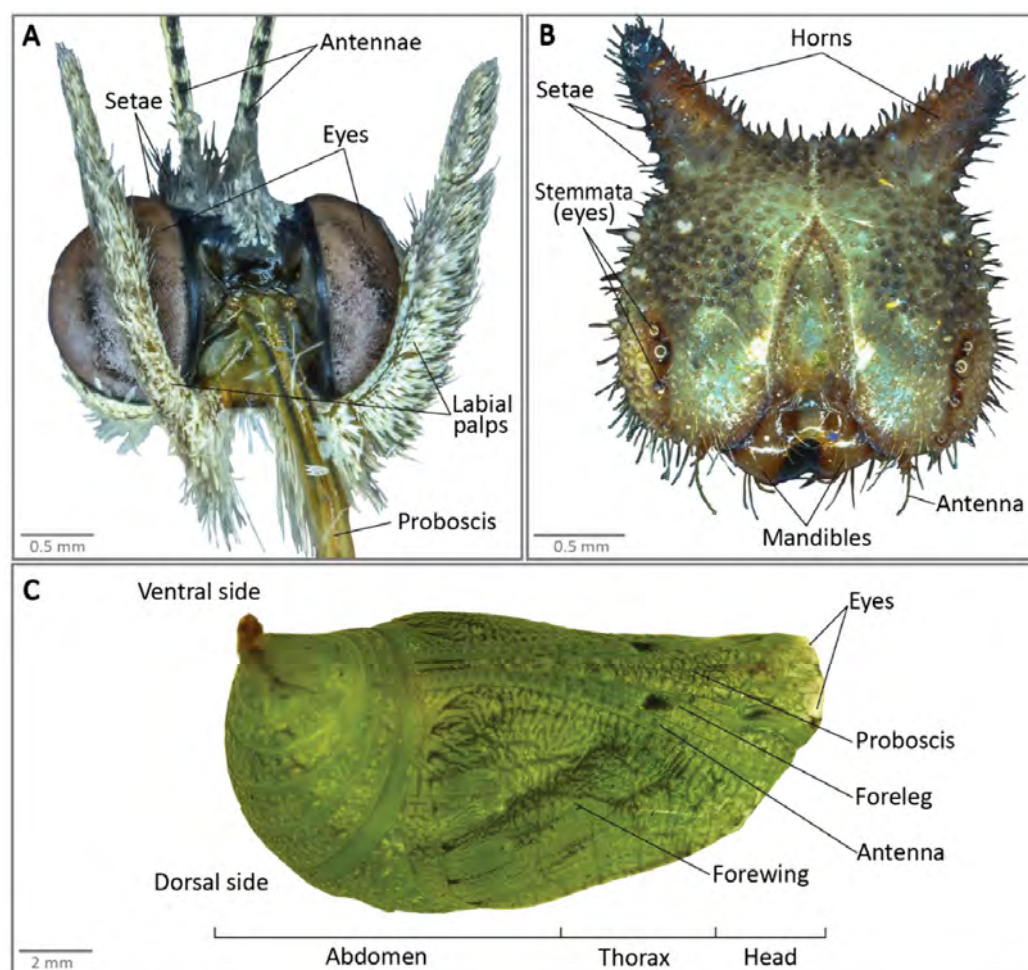 A
Antennae
Setae
Eyes
Labial
palps
Proboscis
0.5 mm
B
Horns
Setae
Stemmata
(eyes)
Antenna
Mandibles
0.5 mm
C
Ventral side
Eyes
Proboscis
Foreleg
Antenna
Forewing
Dorsal side
2 mm
Abdomen
Thorax
Head